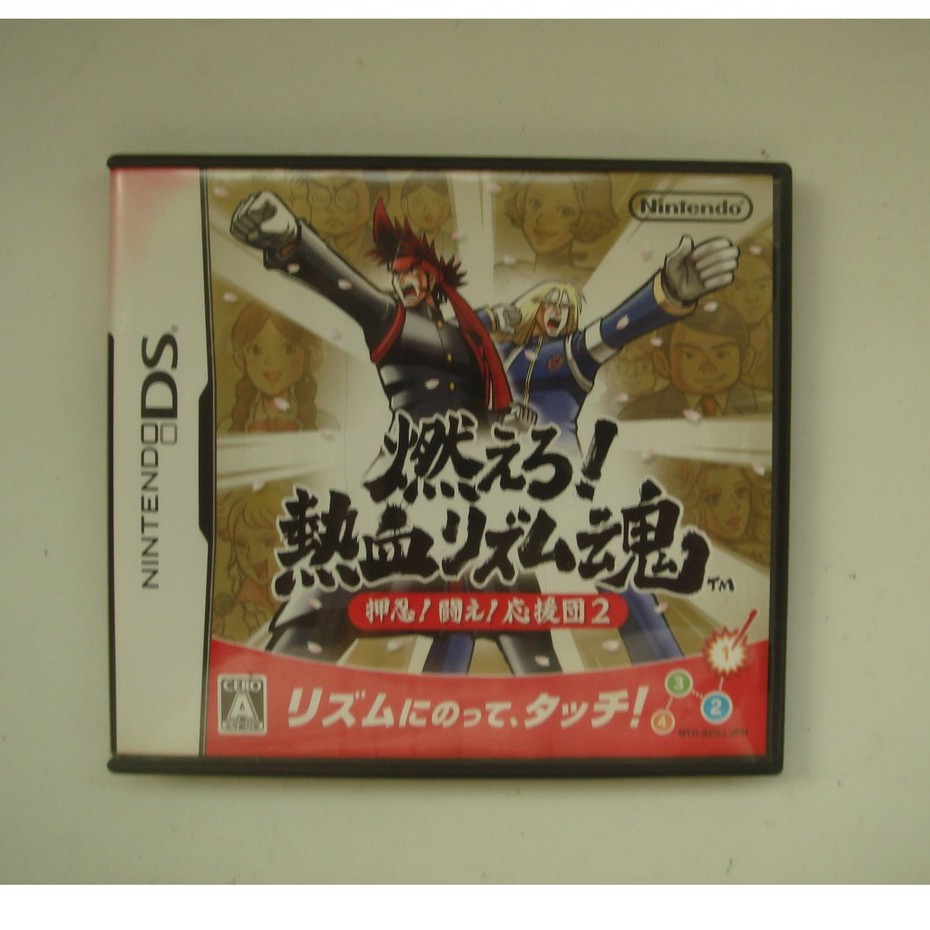 Nintendo
NINTENDO DS
燃えろ!
熱血リズム魂™
押忍!闘え!応援団2
CERO
A
リズムにのって、タッチ!
1
3
2
4